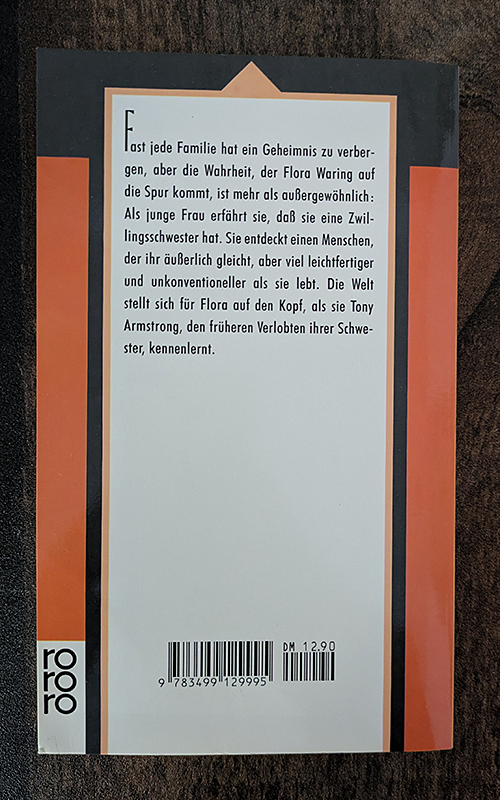 Fast jede Familie hat ein Geheimnis zu verber-
gen, aber die Wahrheit, der Flora Waring auf
die Spur kommt, ist mehr als außergewöhnlich:
Als junge Frau erfährt sie, daß sie eine Zwil-
lingsschwester hat. Sie entdeckt einen Menschen,
der ihr äußerlich gleicht, aber viel leichtfertiger
und unkonventioneller als sie lebt. Die Welt
stellt sich für Flora auf den Kopf, als sie Tony
Armstrong, den früheren Verlobten ihrer Schwe-
ster, kennenlernt.
DM 12.90
9 783499 129995
ro
ro
ro